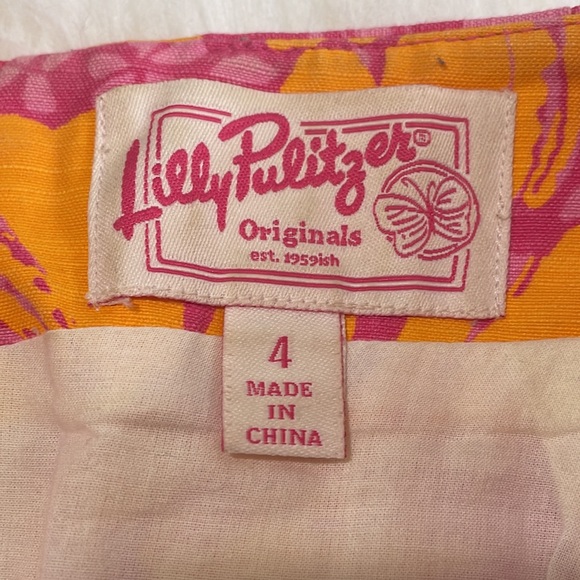 Lilly Pulitzer®
Originals
est. 1959ish
4
MADE
IN
CHINA